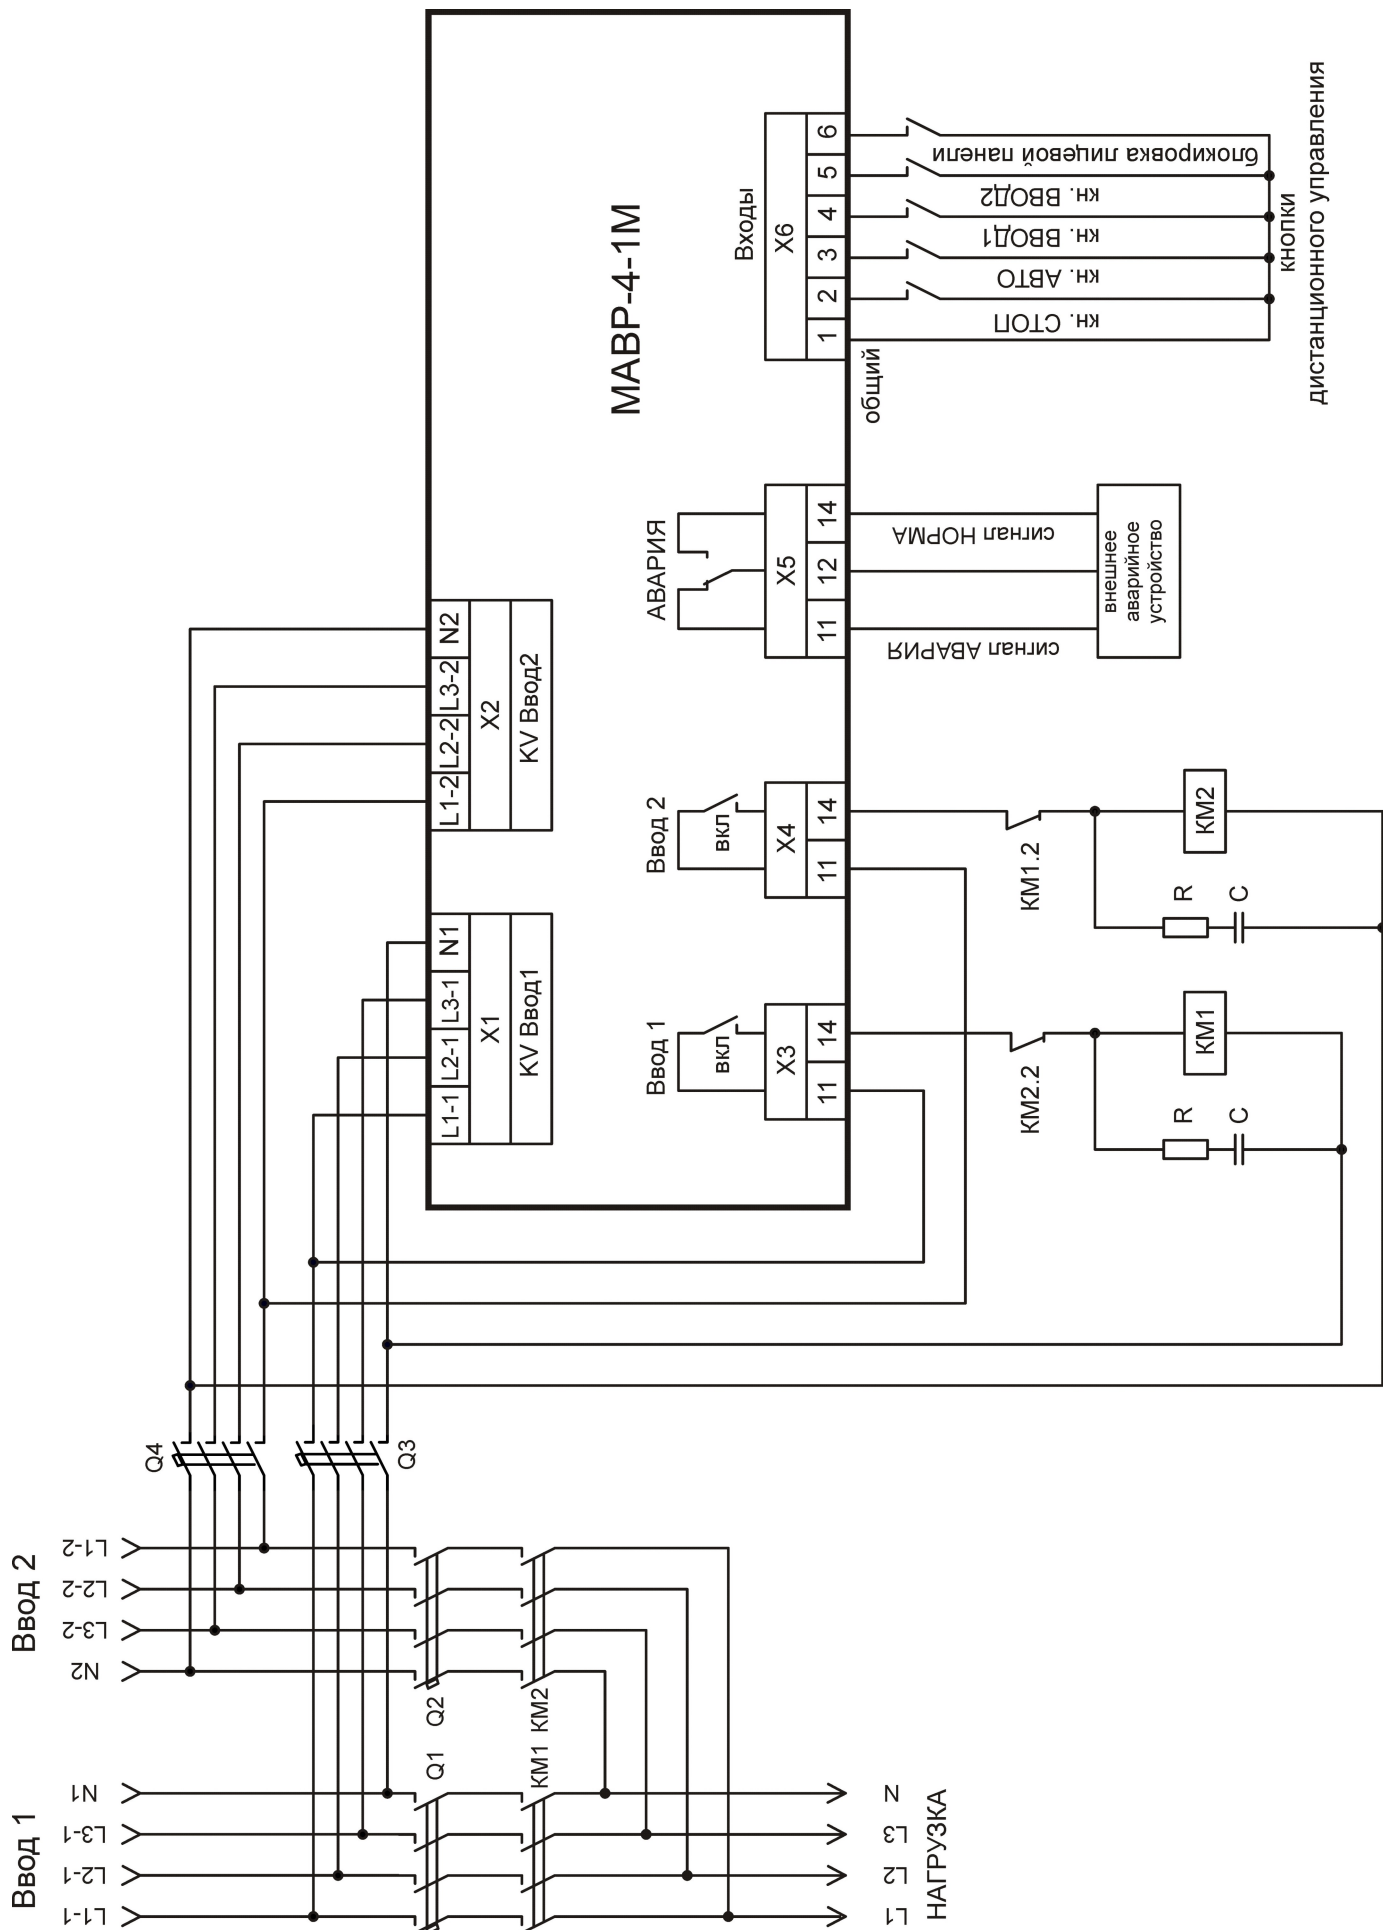 МАВР-4-1М
Входы
X6
1
2
3
4
5
6
общий
кн. СТОП
кн. АВТО
кн. ВВОД1
кн. ВВОД2
блокировка лицевой панели
кнопки
дистанционного управления
АВАРИЯ
X5
11
12
14
сигнал АВАРИЯ
сигнал НОРМА
внешнее
аварийное
устройство
L1-2
L2-2
L3-2
N2
X2
KV Ввод2
L1-1
L2-1
L3-1
N1
X1
KV Ввод1
Ввод 2
вкл
X4
11
14
KM1.2
KM2
R
C
Ввод 1
вкл
X3
11
14
KM2.2
KM1
R
C
Q4
Q3
Ввод 2
L1-2
L2-2
L3-2
N2
Q2
KM2
Ввод 1
N1
L3-1
L2-1
L1-1
Q1
KM1
N
L3
L2
L1
НАГРУЗКА